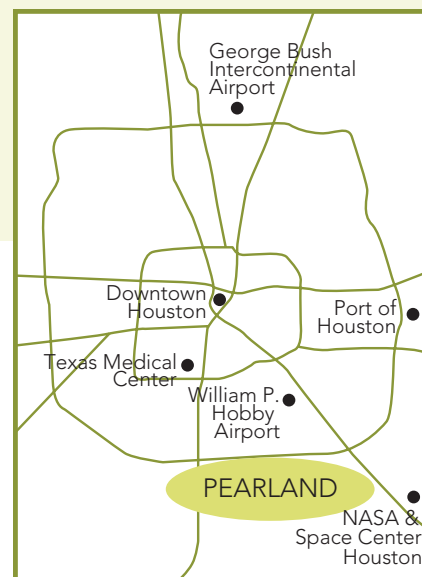 George Bush
Intercontinental
Airport
Downtown
Houston
Port of
Houston
Texas Medical
Center
William P.
Hobby
Airport
PEARLAND
NASA &
Space Center
Houston